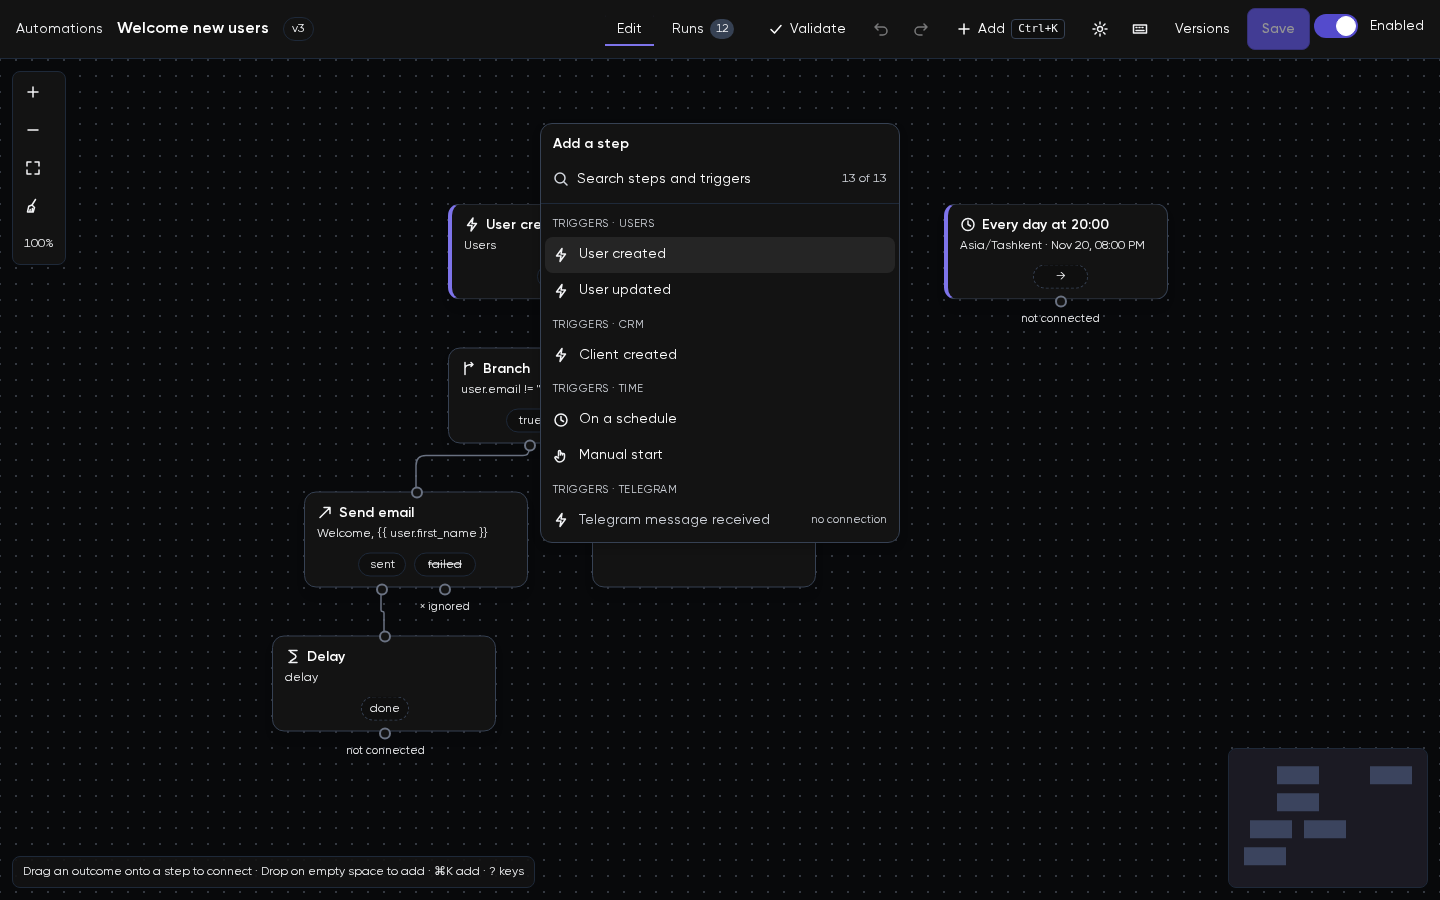 Automations Welcome new users v3 Edit Runs 12 Validate Add Ctrl+K Versions Save Enabled
100%
Add a step
Search steps and triggers 13 of 13
TRIGGERS · USERS
User created
User updated
TRIGGERS · CRM
Client created
TRIGGERS · TIME
On a schedule
Manual start
TRIGGERS · TELEGRAM
Telegram message received no connection
Users
Every day at 20:00
Asia/Tashkent · Nov 20, 08:00 PM
→
not connected
Branch
user.email != "
true
Send email
Welcome, {{ user.first_name }}
sent failed
× ignored
Delay
delay
done
not connected
Drag an outcome onto a step to connect · Drop on empty space to add · ⌘K add · ? keys